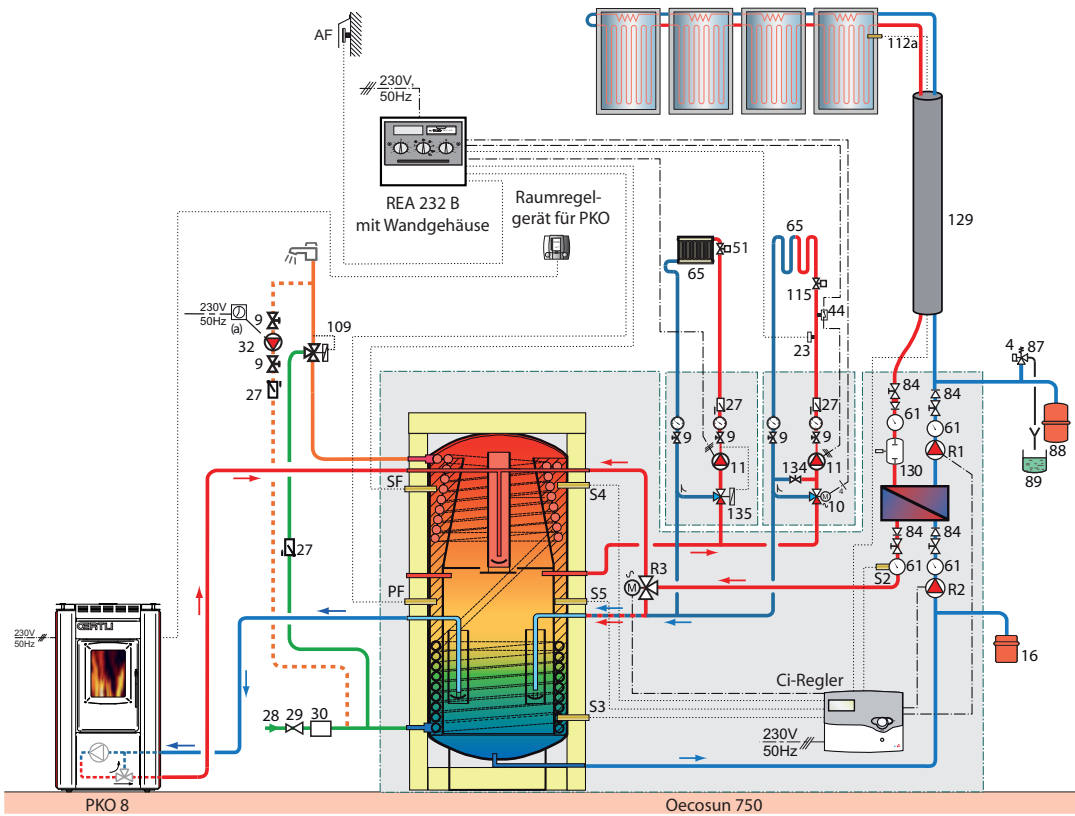 AF
112a
230V,
50Hz
REA 232 B
mit Wandgehäuse
Raumregel-
gerät für PKO
129
65
51
65
115
44
23
230V
50Hz
(a)
9
32
9
27
109
4
87
88
89
84
84
61
61
R1
130
84
84
61
61
S2
R2
16
27
9
9
11
135
27
9
9
11
134
M
10
4
SF
S4
PF
S5
S3
R3
M
27
28
29
30
230V
50Hz
ŒRTLI
Ci-Regler
230V
50Hz
PKO 8
Oecosun 750